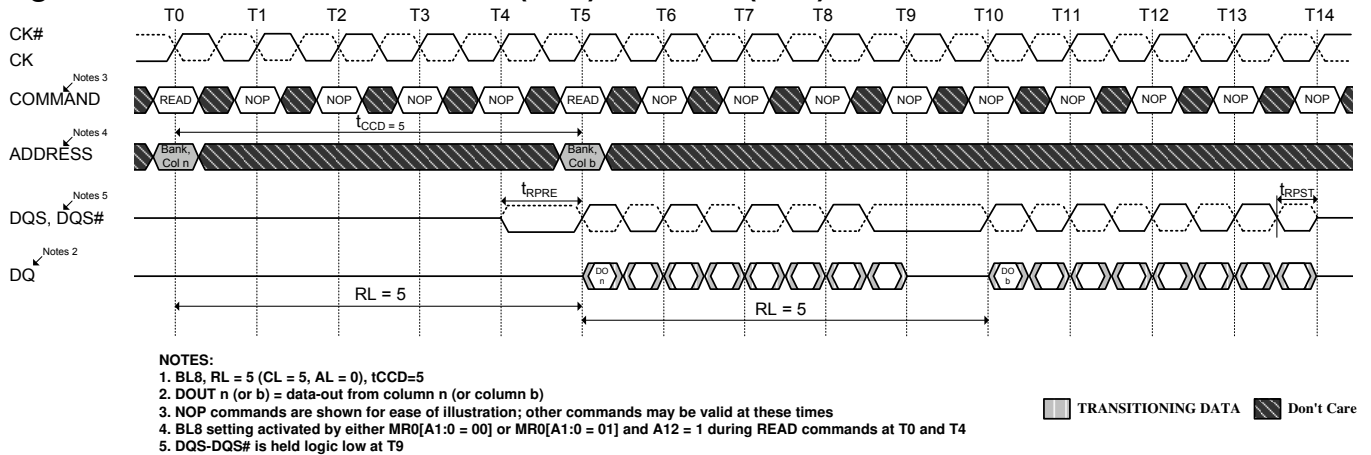 T0 T1 T2 T3 T4 T5 T6 T7 T8 T9 T10 T11 T12 T13 T14
CK#
CK
Notes 3
COMMAND READ NOP NOP NOP NOP READ NOP NOP NOP NOP NOP NOP NOP NOP NOP
tCCD = 5
Notes 4
ADDRESS Bank, Col n Bank, Col b
Notes 5
tRPRE tRPST
DQS, DQS#
Notes 2
DQ DO n DO b
RL = 5
RL = 5
NOTES:
1. BL8, RL = 5 (CL = 5, AL = 0), tCCD=5
2. DOUT n (or b) = data-out from column n (or column b)
3. NOP commands are shown for ease of illustration; other commands may be valid at these times
4. BL8 setting activated by either MR0[A1:0 = 00] or MR0[A1:0 = 01] and A12 = 1 during READ commands at T0 and T4
5. DQS-DQS# is held logic low at T9
TRANSITIONING DATA Don't Care